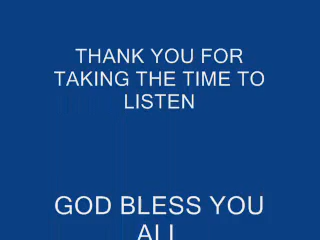 THANK YOU FOR
TAKING THE TIME TO
LISTEN
GOD BLESS YOU
ALL